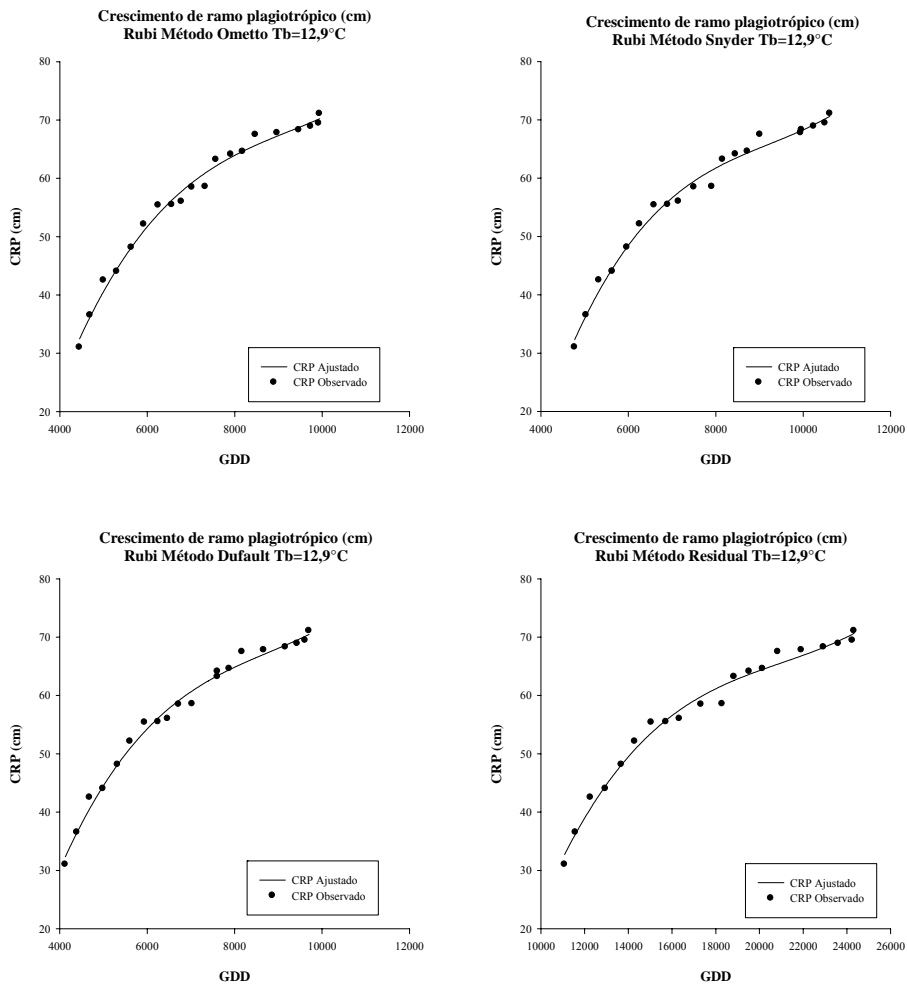 Crescimento de ramo plagiotrópico (cm)
Rubi Método Ometto Tb=12,9°C
80
70
60
50
40
30
20
CRP (cm)
4000 6000 8000 10000 12000
GDD
CRP Ajustado
CRP Observado
Crescimento de ramo plagiotrópico (cm)
Rubi Método Snyder Tb=12,9°C
80
70
60
50
40
30
20
CRP (cm)
4000 6000 8000 10000 12000
GDD
CRP Ajutado
CRP Observado
Crescimento de ramo plagiotrópico (cm)
Rubi Método Dufault Tb=12,9°C
80
70
60
50
40
30
20
CRP (cm)
4000 6000 8000 10000 12000
GDD
CRP Ajustado
CRP Observado
Crescimento de ramo plagiotrópico (cm)
Rubi Método Residual Tb=12,9°C
80
70
60
50
40
30
20
CRP (cm)
10000 12000 14000 16000 18000 20000 22000 24000 26000
GDD
CRP Ajustado
CRP Observado